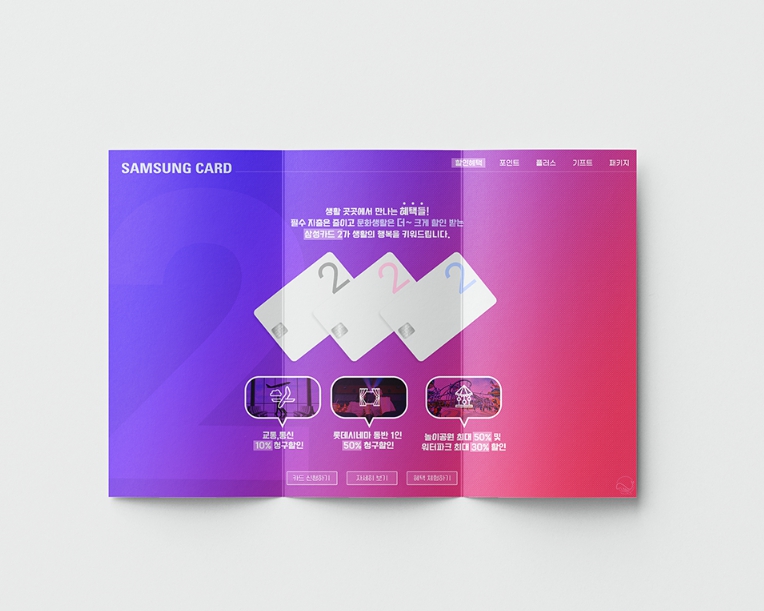 SAMSUNG CARD
할인혜택 포인트 플러스 기프트 패키지
생활 곳곳에서 만나는 혜택들!
필수 지출은 줄이고 문화생활은 더~ 크게 할인 받는
삼성카드 2가 생활의 행복을 키워드립니다.
2
2 2 2
교통,통신
10% 청구할인
롯데시네마 동반 1인
50% 청구할인
놀이공원 최대 50% 및
워터파크 최대 30% 할인
카드 신청하기 자세히 보기 혜택 체험하기